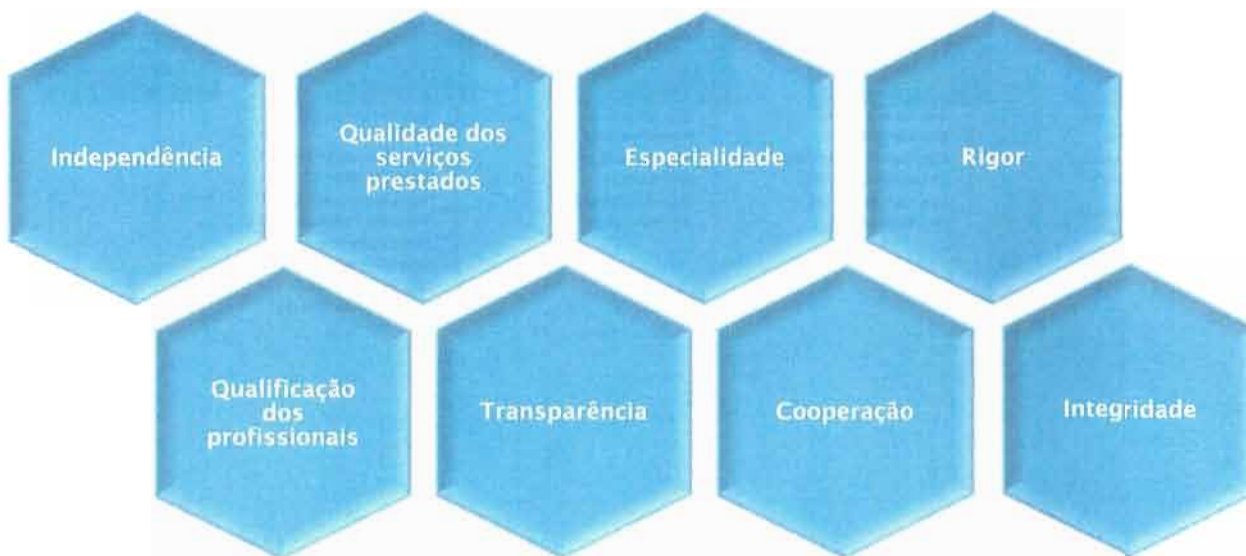 Independência
Qualidade dos
serviços
prestados
Especialidade
Rigor
Qualificação
dos
profissionais
Transparência
Cooperação
Integridade